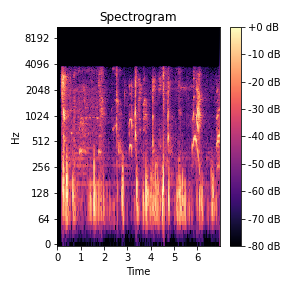 Spectrogram
+0 dB
8192
-10 dB
4096
-20 dB
2048
-30 dB
1024
Hz
512
-40 dB
256
-50 dB
128
-60 dB
64
-70 dB
0
-80 dB
0 1 2 3 4 5 6
Time